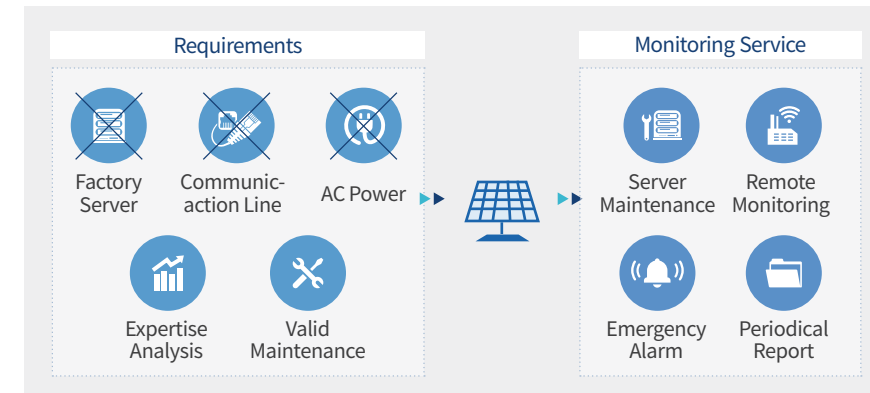 Requirements
Monitoring Service
Factory
Server
Communic-
action Line
AC Power
Server
Maintenance
Remote
Monitoring
Expertise
Analysis
Valid
Maintenance
Emergency
Alarm
Periodical
Report